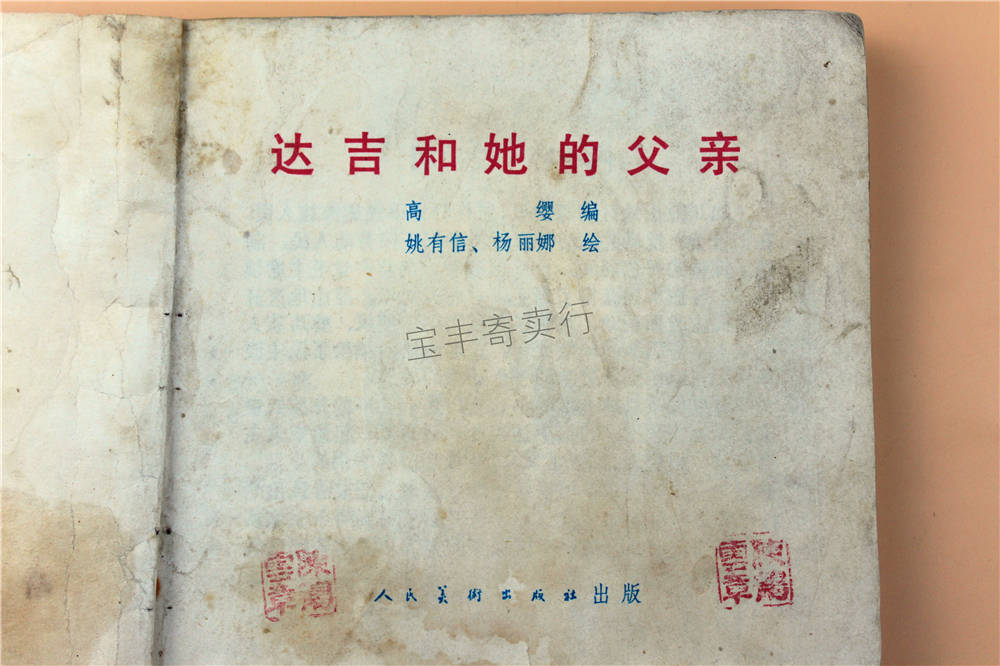 达吉和她的父亲
高 缨 编
姚有信、杨丽娜 绘
宝丰寄卖行
人民美術出版社 出版